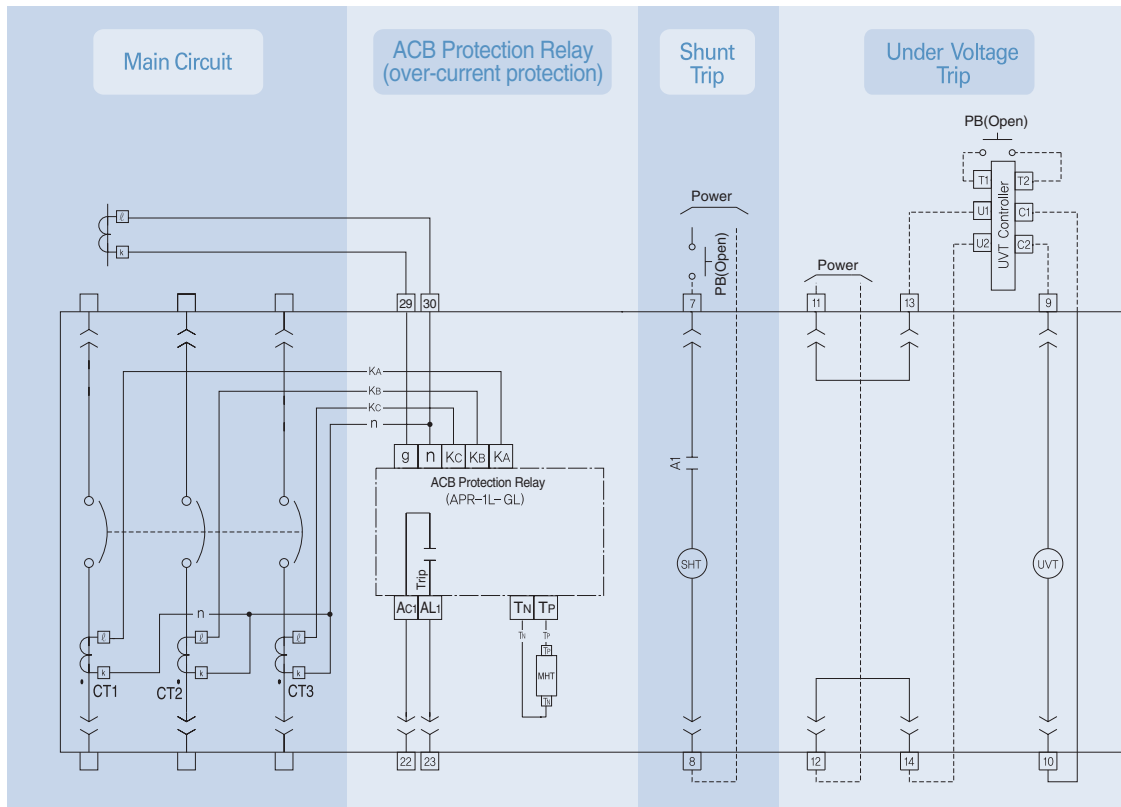 Main Circuit
ACB Protection Relay
(over-current protection)
Shunt
Trip
Under Voltage
Trip
PB(Open)
T1
T2
U1
C1
U2
C2
UVT Controller
Power
PB(Open)
Power
ℓ
k
29
30
7
11
13
9
KA
KB
KC
n
g
n
KC
KB
KA
ACB Protection Relay
(APR-1L-GL)
A1
Trip
SHT
UVT
AC1
AL1
TN
TP
n
TN
TP
ℓ
ℓ
ℓ
k
k
k
TP
MHT
TN
CT1
CT2
CT3
22
23
8
12
14
10